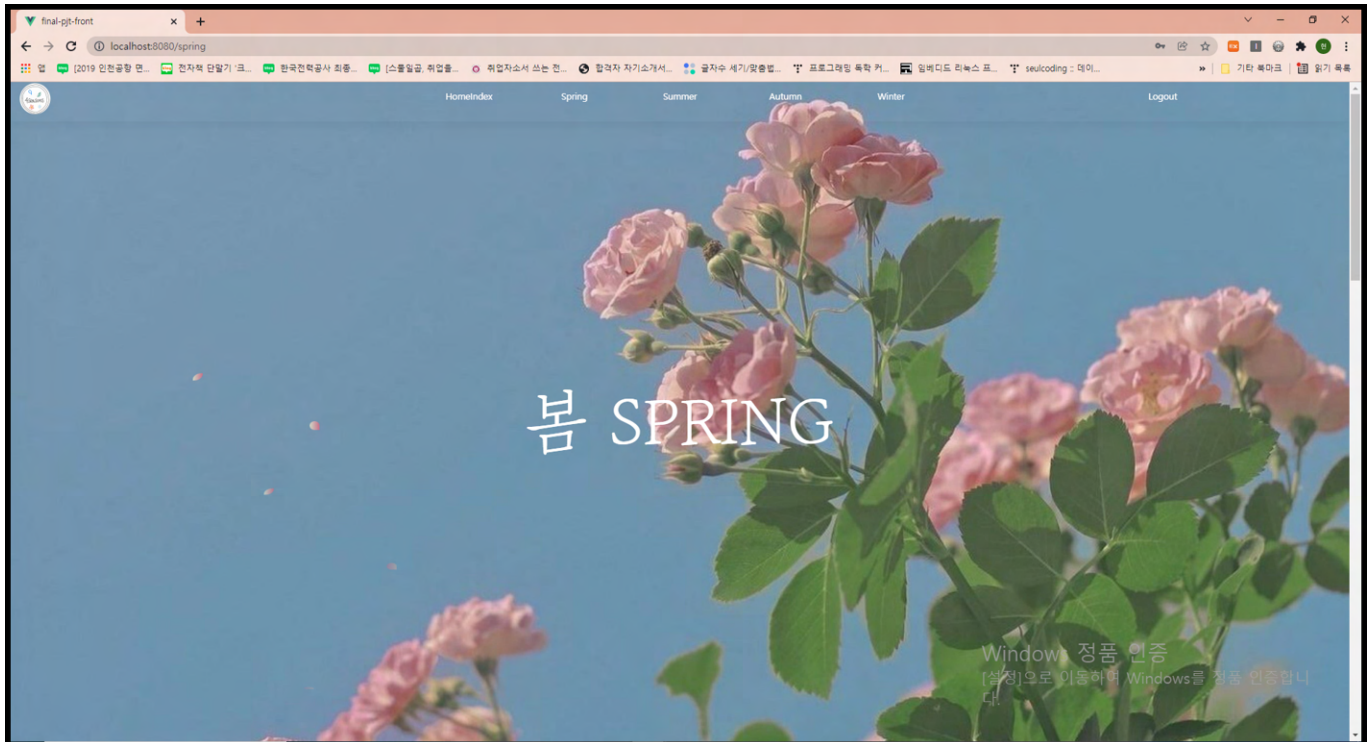 final-pjt-front
localhost:8080/spring
앱
[2019 인천공항 면...
전자책 단말기 '크...
한국전력공사 최종...
[스물일곱, 취업을...
취업자소서 쓰는 전...
합격자 자기소개서...
글자수 세기/맞춤법...
프로그래밍 독학 커...
임베디드 리눅스 프...
seulcoding :: 데이...
»
기타 북마크
읽기 목록
HomeIndex
Spring
Summer
Autumn
Winter
Logout
봄 SPRING
Windows 정품 인증
[설정]으로 이동하여 Windows를 정품 인증합니
다.